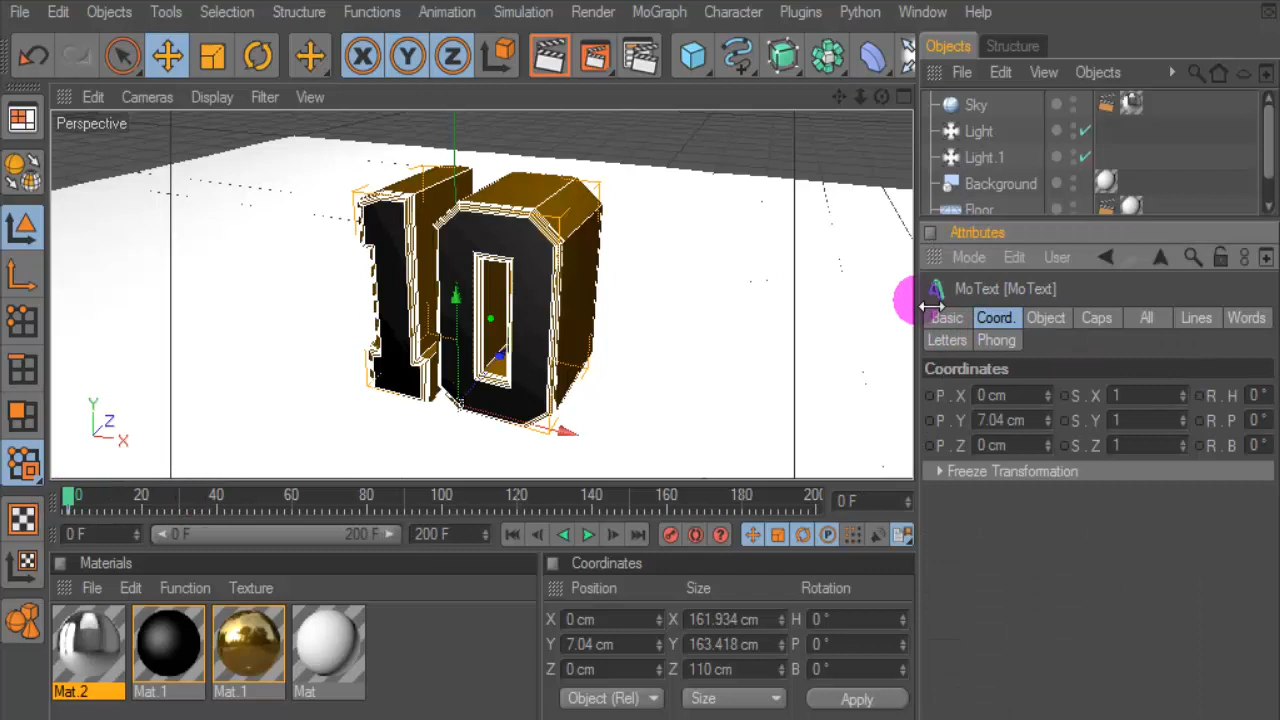 File Edit Objects Tools Selection Structure Functions Animation Simulation Render MoGraph Character Plugins Python Window Help
X Y Z
Objects Structure
File Edit View Objects
Edit Cameras Display Filter View
Perspective
Sky
Light
Light.1
Background
Floor
Attributes
Mode Edit User
MoText [MoText]
Basic Coord. Object Caps All Lines Words
Letters Phong
Coordinates
P . X 0 cm S . X 1 R . H 0 °
P . Y 7.04 cm S . Y 1 R . P 0 °
P . Z 0 cm S . Z 1 R . B 0 °
Freeze Transformation
10
Y
Z
X
0 20 40 60 80 100 120 140 160 180 200 0 F
0 F 0 F 200 F 200 F
P
Materials
File Edit Function Texture
Mat.2 Mat.1 Mat.1 Mat
Coordinates
Position Size Rotation
X 0 cm X 161.934 cm H 0 °
Y 7.04 cm Y 163.418 cm P 0 °
Z 0 cm Z 110 cm B 0 °
Object (Rel) Size Apply